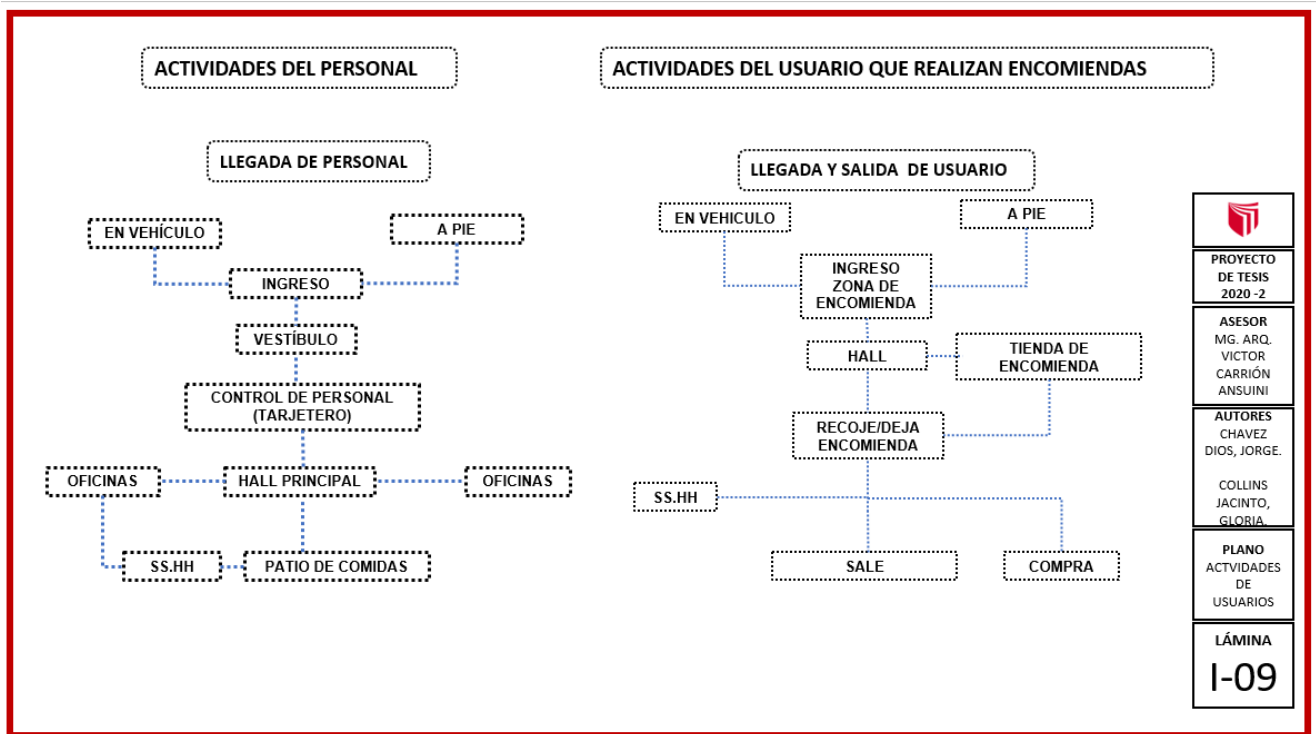 ACTIVIDADES DEL PERSONAL
LLEGADA DE PERSONAL
EN VEHÍCULO
A PIE
INGRESO
VESTÍBULO
CONTROL DE PERSONAL
(TARJETERO)
OFICINAS
HALL PRINCIPAL
OFICINAS
SS.HH
PATIO DE COMIDAS
ACTIVIDADES DEL USUARIO QUE REALIZAN ENCOMIENDAS
LLEGADA Y SALIDA DE USUARIO
EN VEHICULO
A PIE
INGRESO
ZONA DE
ENCOMIENDA
HALL
TIENDA DE
ENCOMIENDA
RECOJE/DEJA
ENCOMIENDA
SS.HH
SALE
COMPRA
PROYECTO
DE TESIS
2020 -2
ASESOR
MG. ARQ.
VICTOR
CARRIÓN
ANSUINI
AUTORES
CHAVEZ
DIOS, JORGE.
COLLINS
JACINTO,
GLORIA.
PLANO
ACTVIDADES
DE
USUARIOS
LÁMINA
I-09